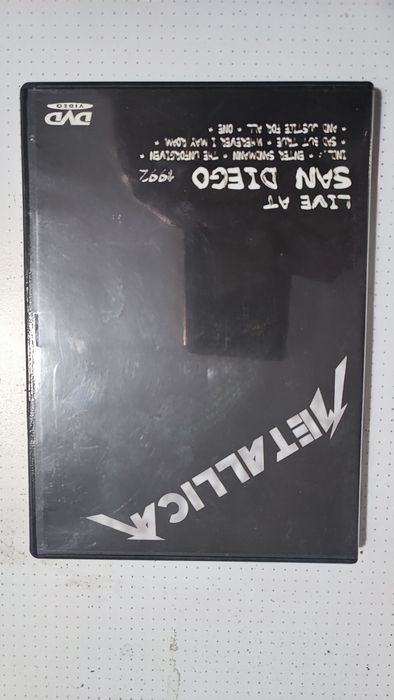 METALLICA
LIVE AT
SAN DIEGO 1992
INCL.: • ENTER SANDMANN • THE UNFORGIVEN •
SAD BUT TRUE • WHEREVER I MAY ROAM •
• AND JUSTICE FOR ALL • ONE •
DVD
VIDEO